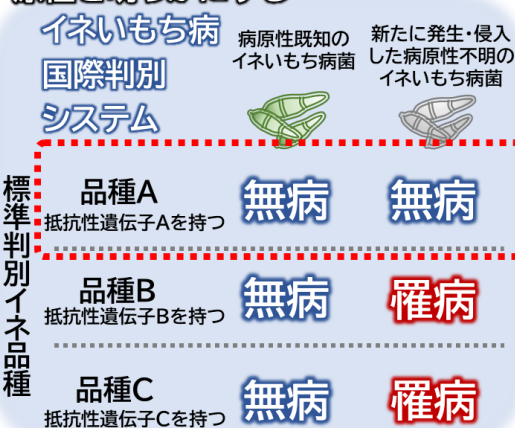 イネいもち病
国際判別
システム
病原性既知の
イネいもち病菌
新たに発生・侵入
した病原性不明の
イネいもち病菌
標準判別イネ品種
品種A
抵抗性遺伝子Aを持つ
無病
無病
品種B
抵抗性遺伝子Bを持つ
無病
罹病
品種C
抵抗性遺伝子Cを持つ
無病
罹病